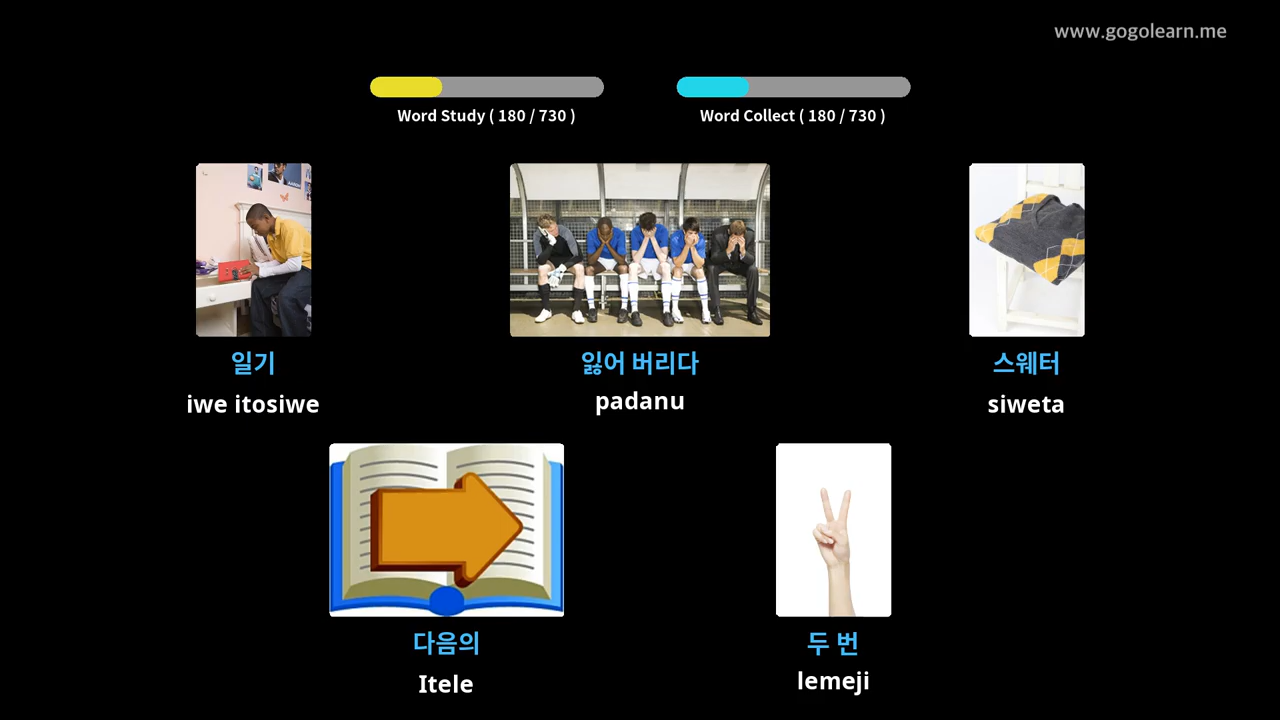 www.gogolearn.me
Word Study ( 180 / 730 )
Word Collect ( 180 / 730 )
일기
잃어 버리다
스웨터
iwe itosiwe
padanu
siweta
다음의
두 번
Itele
lemeji